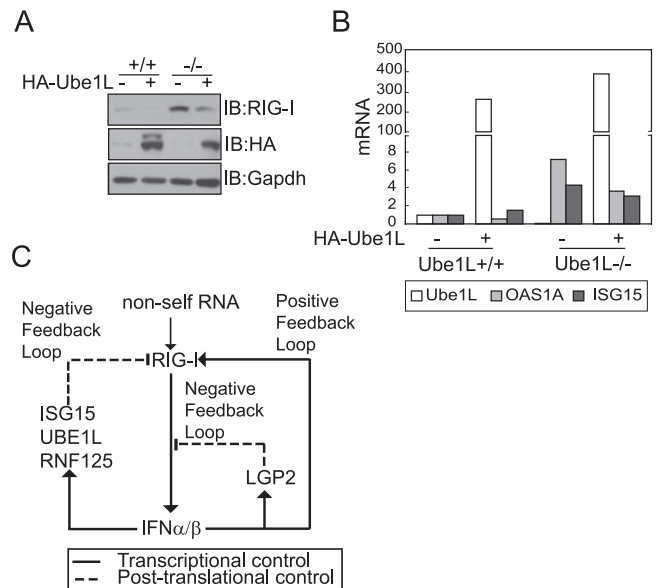 A
+/+ -/-
HA-Ube1L - + - +
IB:RIG-I
IB:HA
IB:Gapdh
B
500
400
300
200
100
8
6
4
2
0
mRNA
HA-Ube1L - + - +
Ube1L+/+ Ube1L-/-
Ube1L OAS1A ISG15
C
Negative
Feedback
Loop
non-self RNA
Positive
Feedback
Loop
RIG-I
Negative
Feedback
Loop
ISG15
UBE1L
RNF125
LGP2
IFNα/β
Transcriptional control
Post-translational control